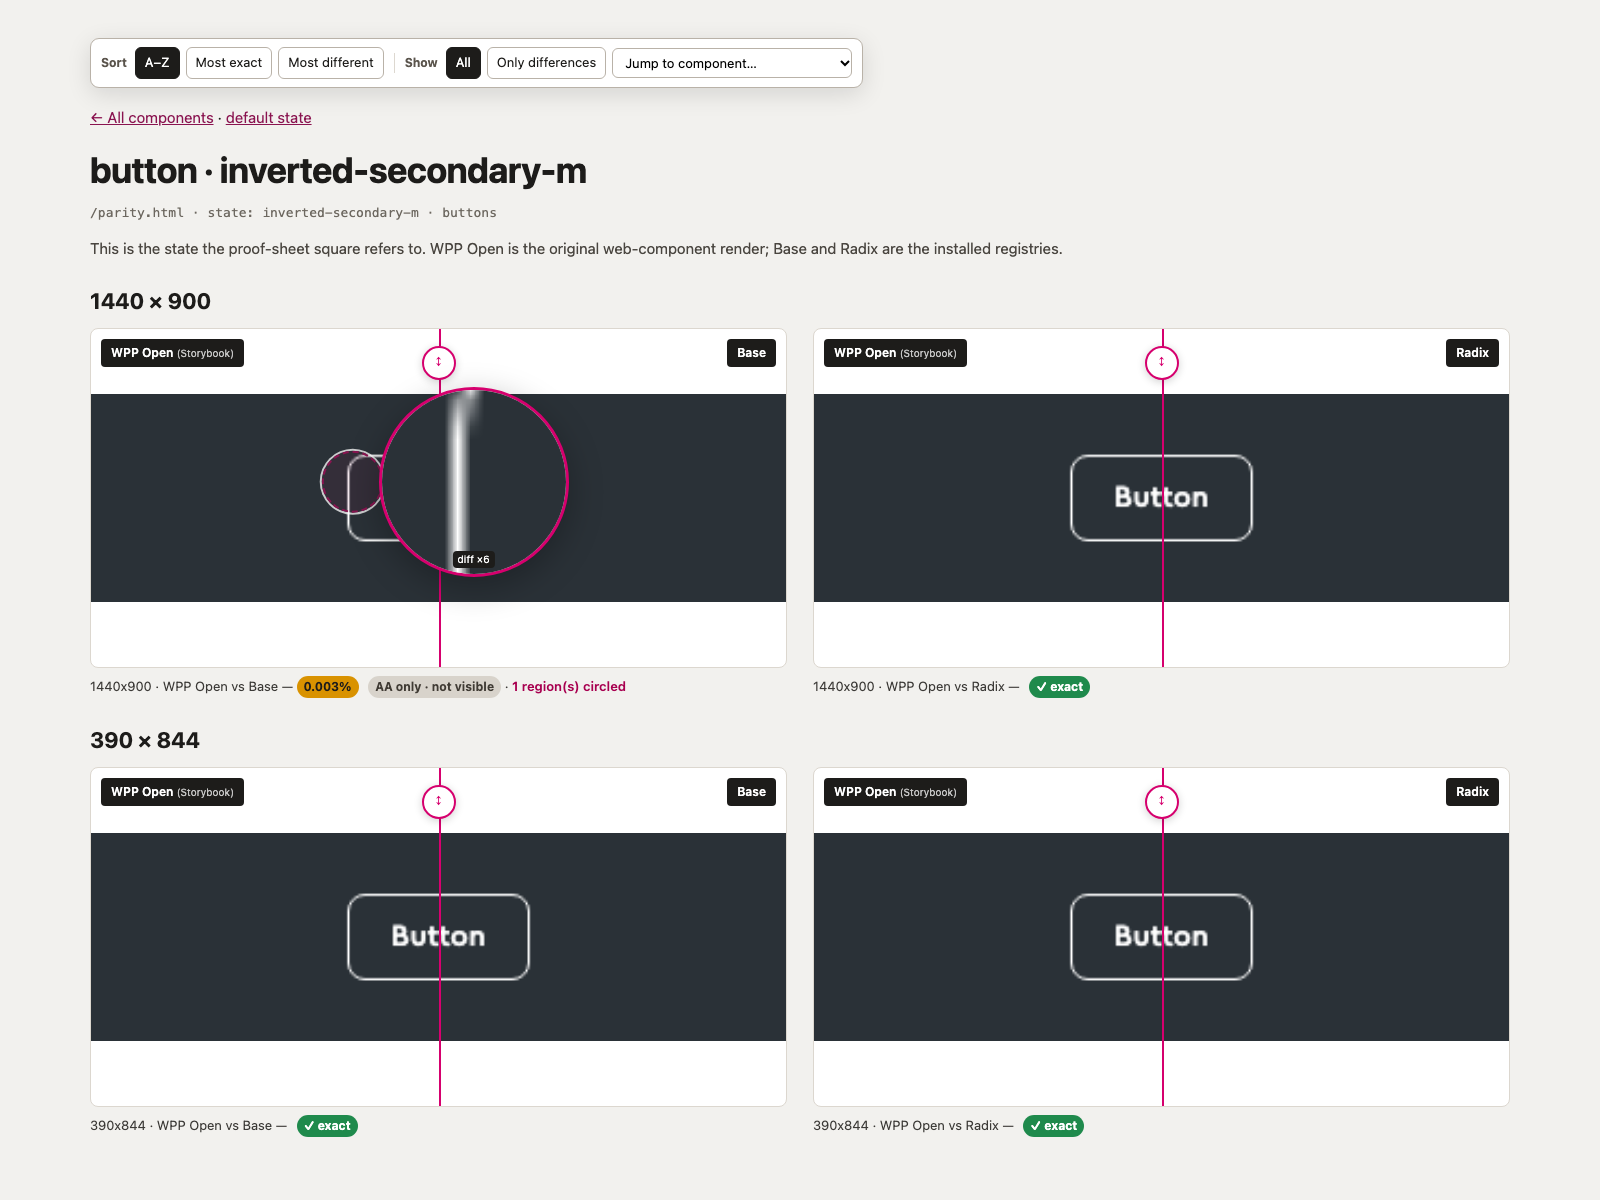 Sort A–Z Most exact Most different Show All Only differences Jump to component...
← All components · default state
button · inverted-secondary-m
/parity.html · state: inverted-secondary-m · buttons
This is the state the proof-sheet square refers to. WPP Open is the original web-component render; Base and Radix are the installed registries.
1440 × 900
WPP Open (Storybook) ↕ Base
diff ×6
1440x900 · WPP Open vs Base — 0.003% AA only · not visible · 1 region(s) circled
WPP Open (Storybook) ↕ Radix
Button
1440x900 · WPP Open vs Radix — ✓ exact
390 × 844
WPP Open (Storybook) ↕ Base
Button
390x844 · WPP Open vs Base — ✓ exact
WPP Open (Storybook) ↕ Radix
Button
390x844 · WPP Open vs Radix — ✓ exact